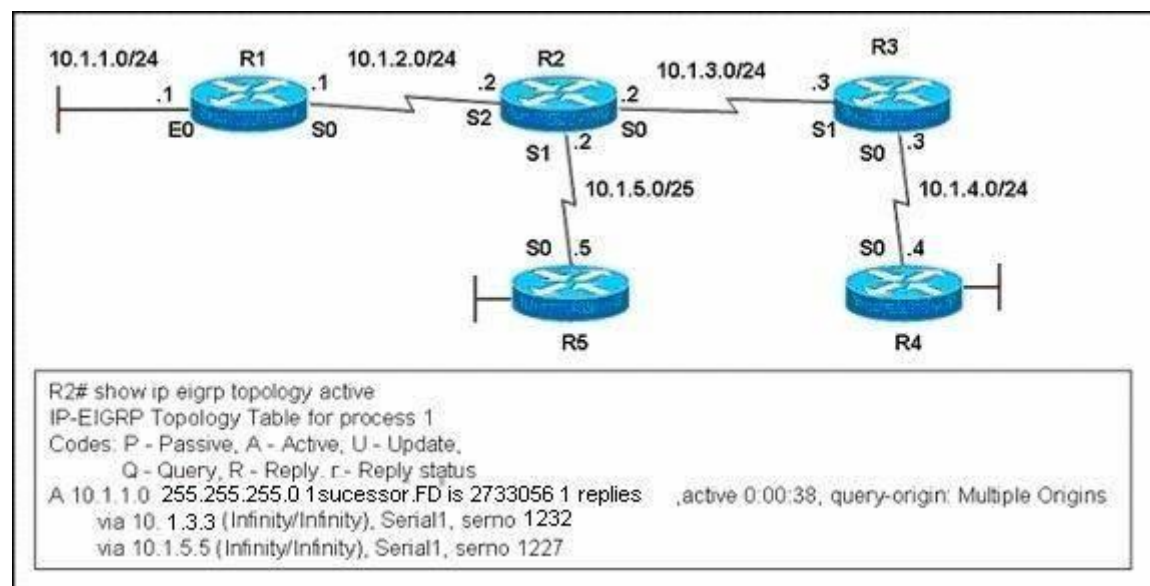 10.1.1.0/24
R1
10.1.2.0/24
R2
10.1.3.0/24
R3
.1
.1
.2
.2
.3
E0
S0
S2
S0
S1
S1
.2
S0
.3
10.1.5.0/25
10.1.4.0/24
S0
.5
S0
.4
R5
R4
R2# show ip eigrp topology active
IP-EIGRP Topology Table for process 1
Codes: P - Passive, A - Active, U - Update,
Q - Query, R - Reply. r - Reply status
A 10.1.1.0 255.255.255.0 1sucessor.FD is 2733056 1 replies ,active 0:00:38, query-origin: Multiple Origins
via 10. 1.3.3 (Infinity/Infinity), Serial1, serno 1232
via 10.1.5.5 (Infinity/Infinity), Serial1, serno 1227